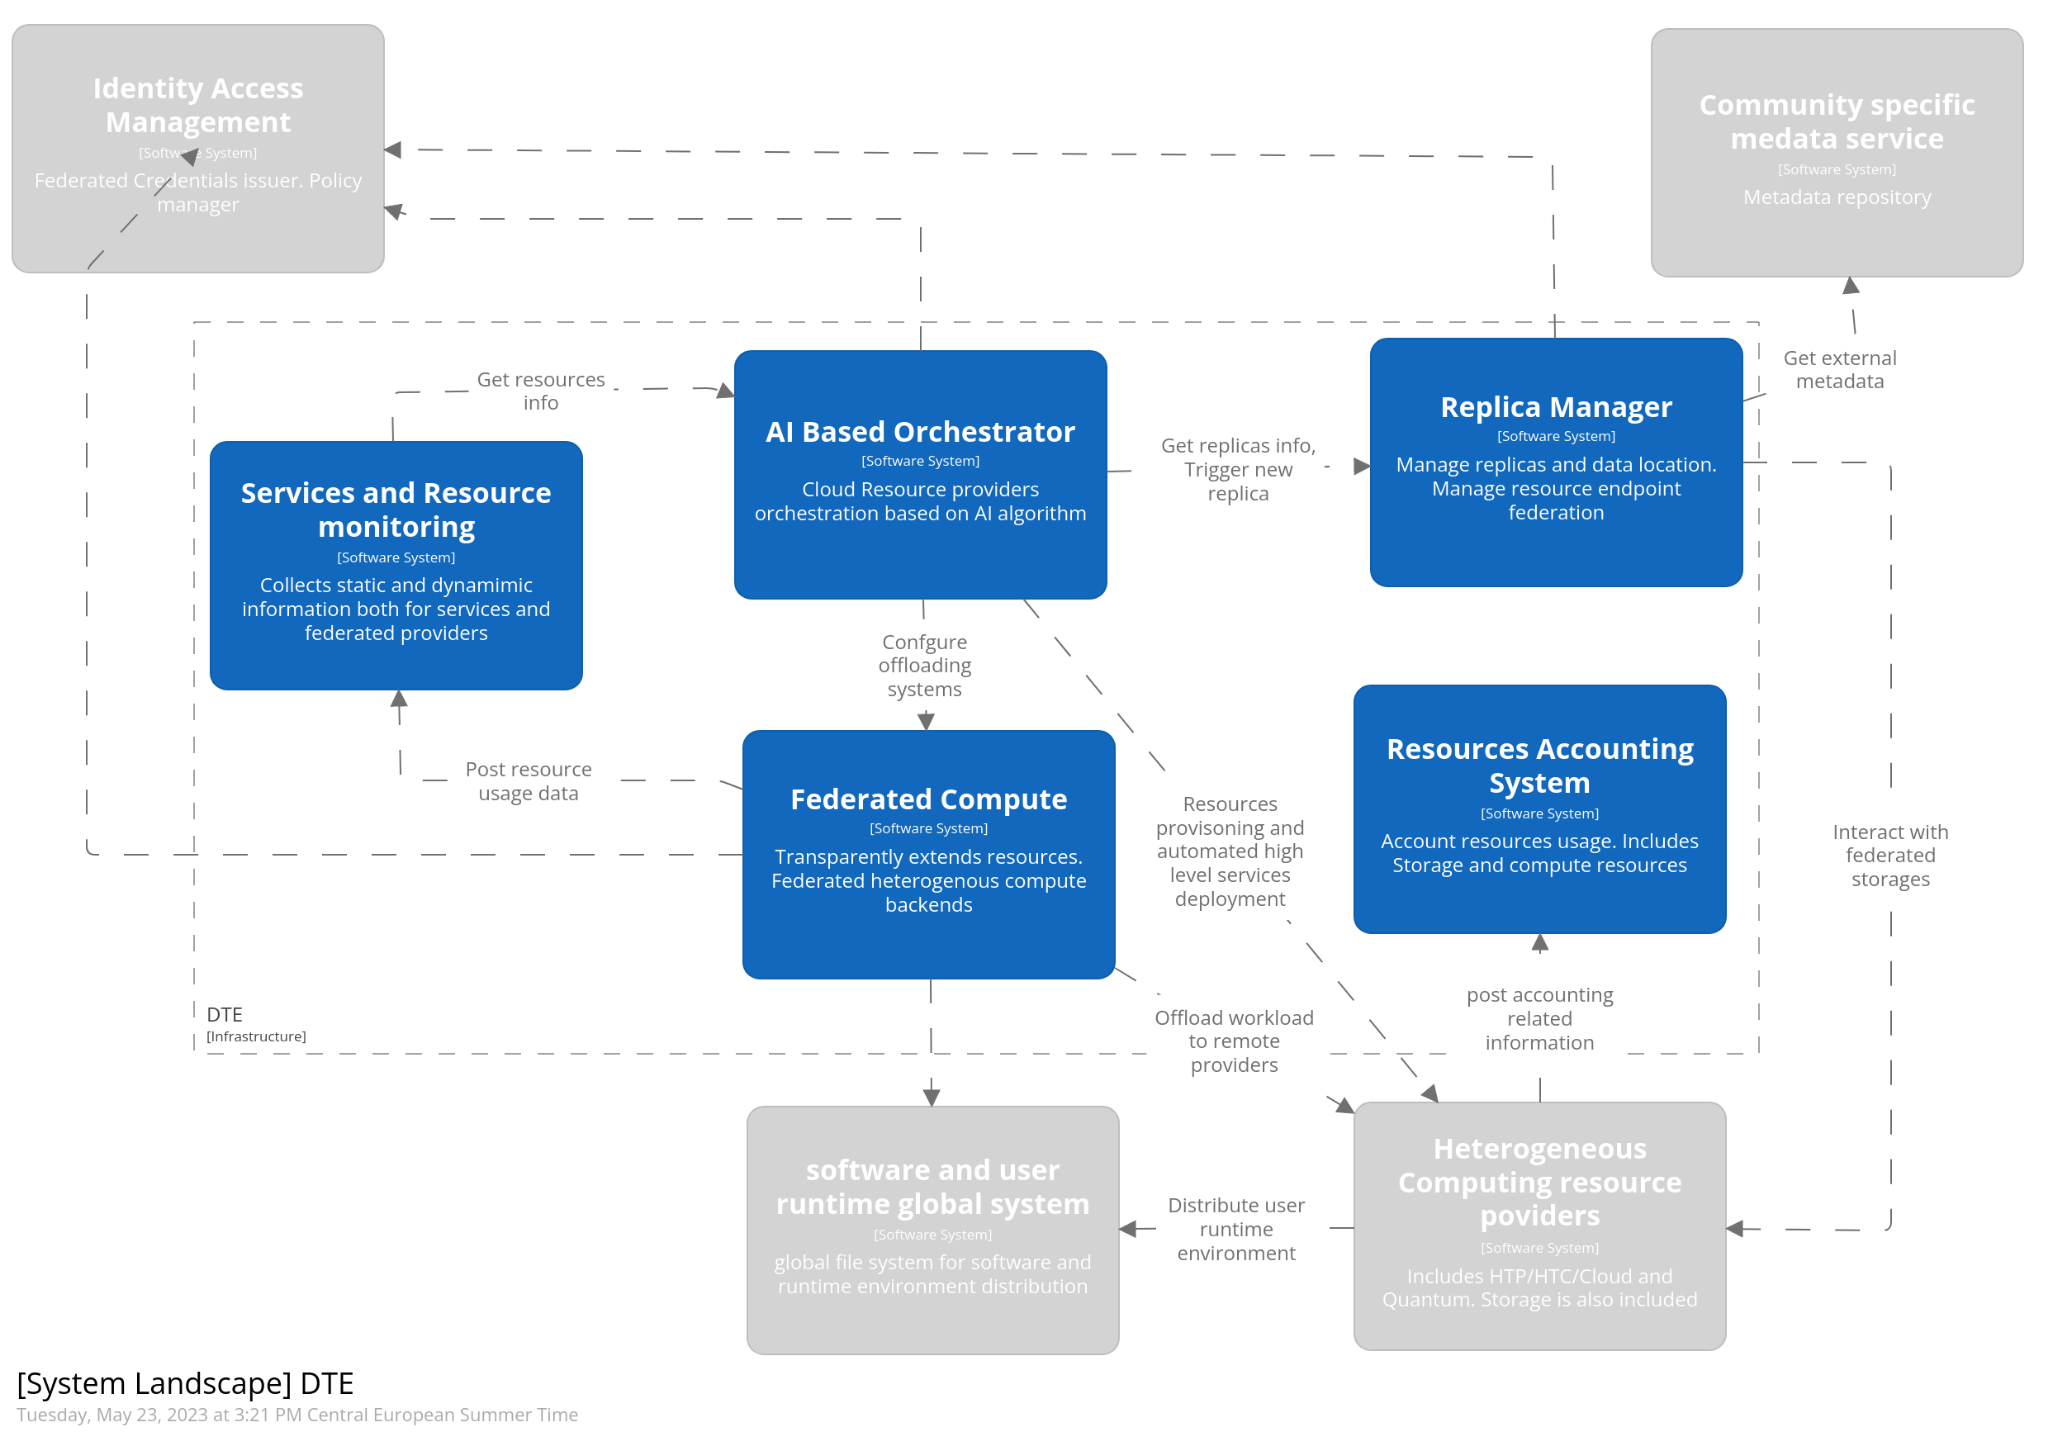 Identity Access
Management
[Software System]
Federated Credentials issuer. Policy
manager
Community specific
medata service
[Software System]
Metadata repository
Get resources
info
AI Based Orchestrator
[Software System]
Cloud Resource providers
orchestration based on AI algorithm
Get replicas info,
Trigger new
replica
Replica Manager
[Software System]
Manage replicas and data location.
Manage resource endpoint
federation
Get external
metadata
Services and Resource
monitoring
[Software System]
Collects static and dynamimic
information both for services and
federated providers
Confgure
offloading
systems
Post resource
usage data
Federated Compute
[Software System]
Transparently extends resources.
Federated heterogenous compute
backends
Resources
provisoning and
automated high
level services
deployment
Resources Accounting
System
[Software System]
Account resources usage. Includes
Storage and compute resources
Interact with
federated
storages
DTE
[Infrastructure]
Offload workload
to remote
providers
post accounting
related
information
software and user
runtime global system
[Software System]
global file system for software and
runtime environment distribution
Distribute user
runtime
environment
Heterogeneous
Computing resource
poviders
[Software System]
Includes HTP/HTC/Cloud and
Quantum. Storage is also included
[System Landscape] DTE
Tuesday, May 23, 2023 at 3:21 PM Central European Summer Time